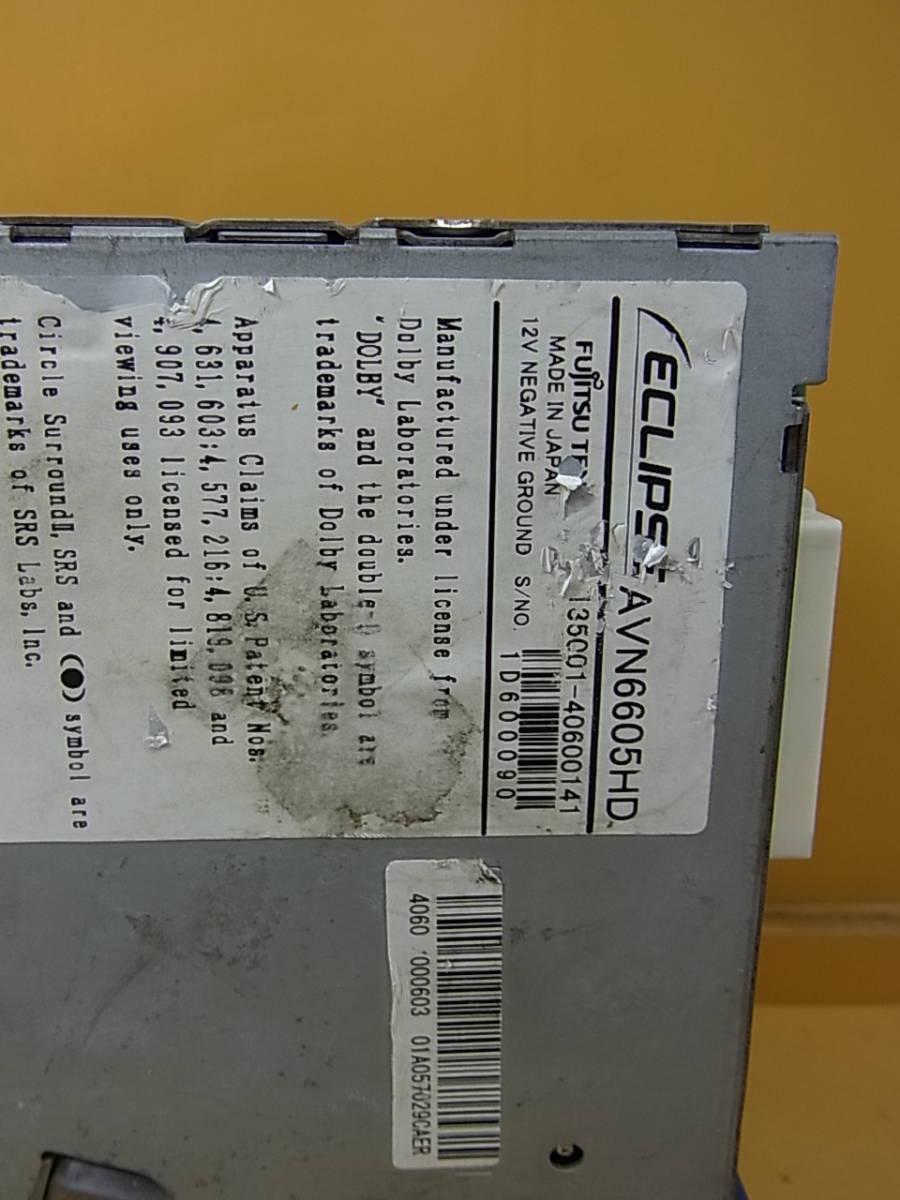 ECLIPSE AVN6605HD
FUJITSU TE 13500 1-40600141
MADE IN JAPAN
12V NEGATIVE GROUND S/NO. 1D600090
Manufactured under license from
Dolby Laboratories.
"DOLBY" and the double-D symbol are
trademarks of Dolby Laboratories.
Apparatus Claims of U.S. Patent Nos.
4,631,603;4,577,216;4,819,098 and
4,907,093 licensed for limited
viewing uses only.
Circle SurroundⅡ, SRS and (●) symbol are
trademarks of SRS Labs, Inc.
4060 000603 01A057029CAER